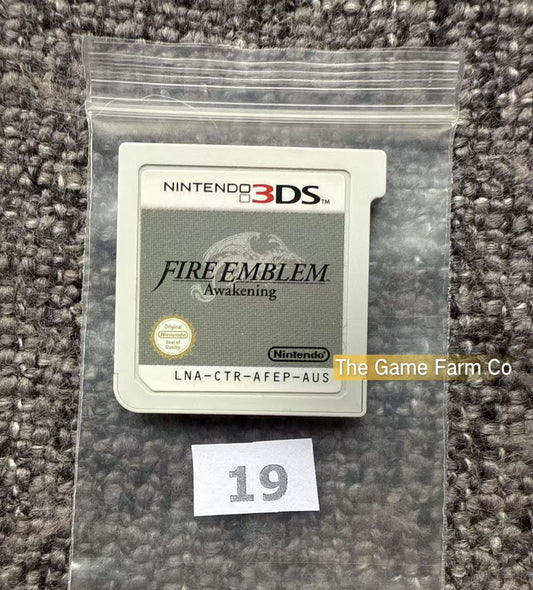 NINTENDO 3DS™
FIRE EMBLEM
Awakening
Original
Nintendo
Seal of
Quality
Nintendo
LNA-CTR-AFEP-AUS
The Game Farm Co
19